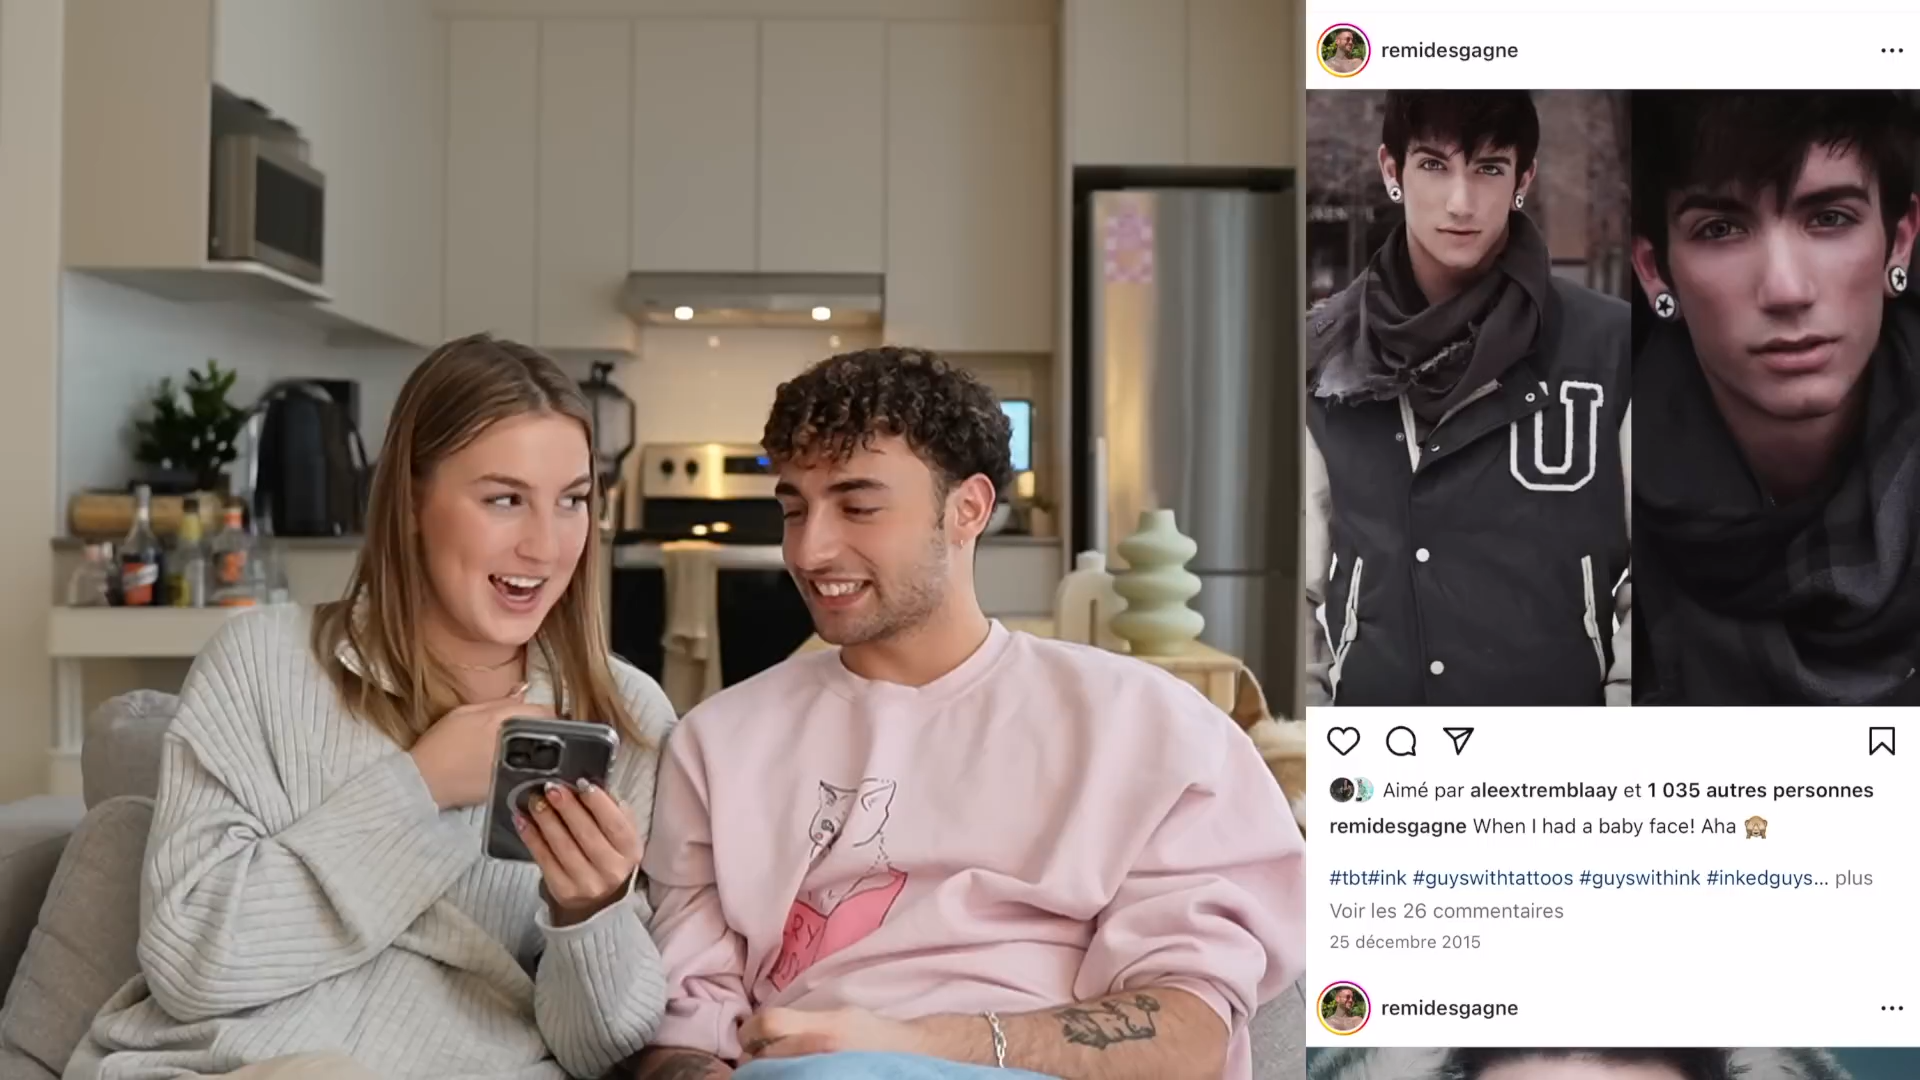 remidesgagne
U
Aimé par aleextremblaay et 1 035 autres personnes
remidesgagne When I had a baby face! Aha 🙈
#tbt#ink #guyswithtattoos #guyswithink #inkedguys... plus
Voir les 26 commentaires
25 décembre 2015
remidesgagne